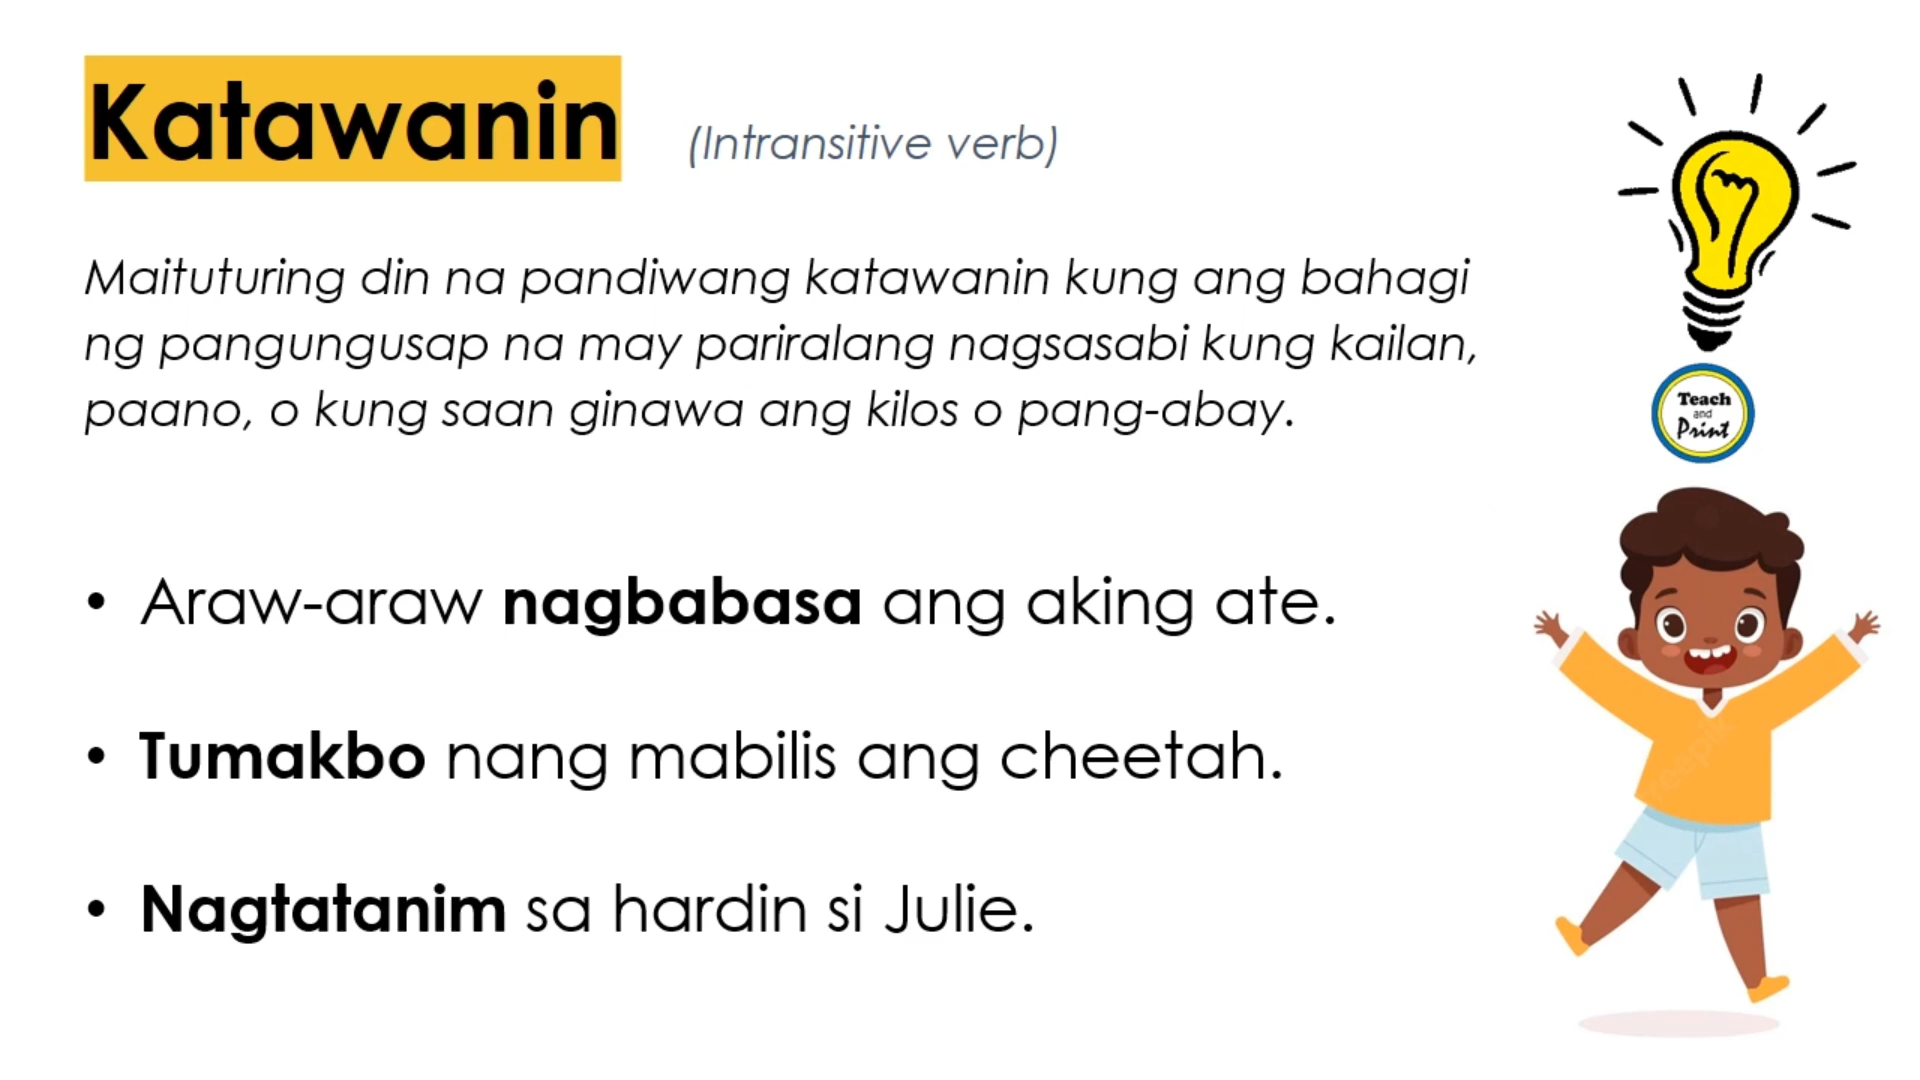 Katawanin (Intransitive verb)
Maituturing din na pandiwang katawanin kung ang bahagi
ng pangungusap na may pariralang nagsasabi kung kailan,
paano, o kung saan ginawa ang kilos o pang-abay.
Teach
and
Print
• Araw-araw nagbabasa ang aking ate.
• Tumakbo nang mabilis ang cheetah.
• Nagtatanim sa hardin si Julie.